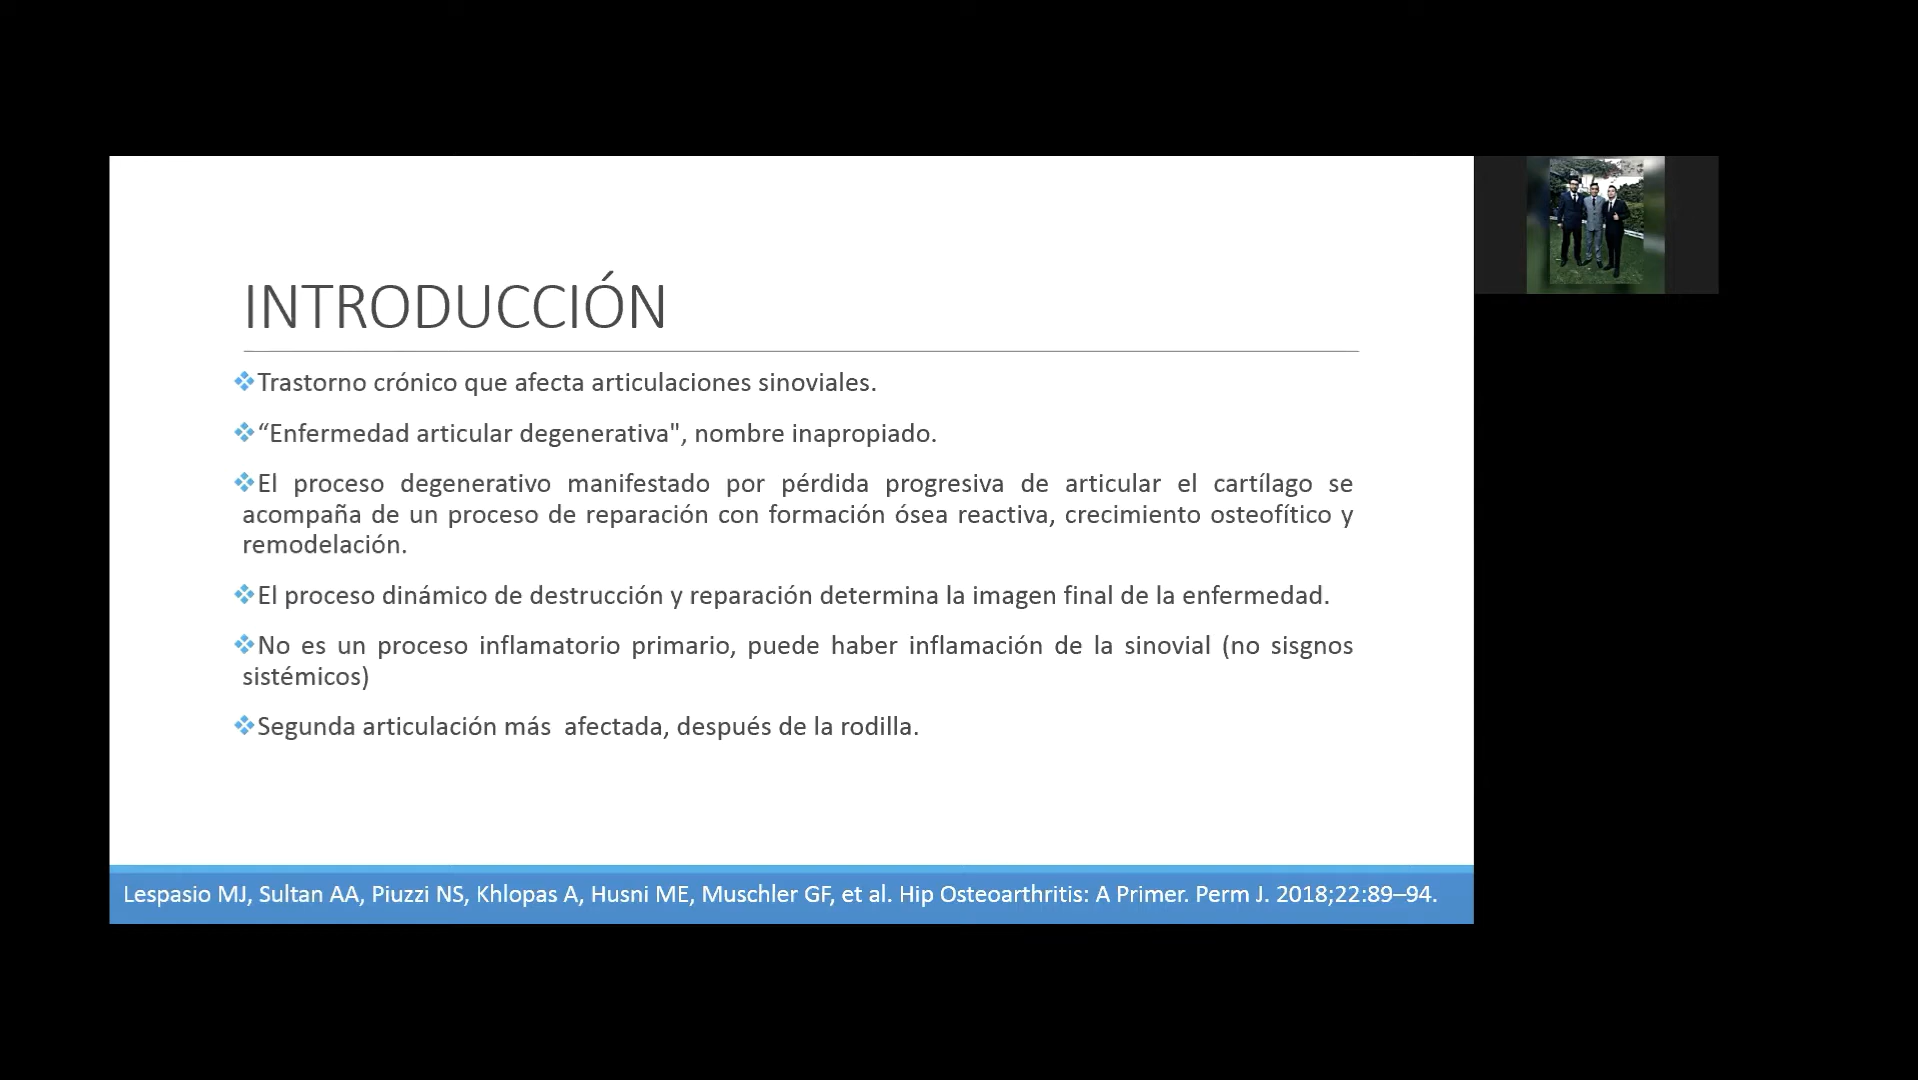 INTRODUCCIÓN
❖Trastorno crónico que afecta articulaciones sinoviales.
❖“Enfermedad articular degenerativa", nombre inapropiado.
❖El proceso degenerativo manifestado por pérdida progresiva de articular el cartílago se
acompaña de un proceso de reparación con formación ósea reactiva, crecimiento osteofítico y
remodelación.
❖El proceso dinámico de destrucción y reparación determina la imagen final de la enfermedad.
❖No es un proceso inflamatorio primario, puede haber inflamación de la sinovial (no sisgnos
sistémicos)
❖Segunda articulación más  afectada, después de la rodilla.
Lespasio MJ, Sultan AA, Piuzzi NS, Khlopas A, Husni ME, Muschler GF, et al. Hip Osteoarthritis: A Primer. Perm J. 2018;22:89–94.